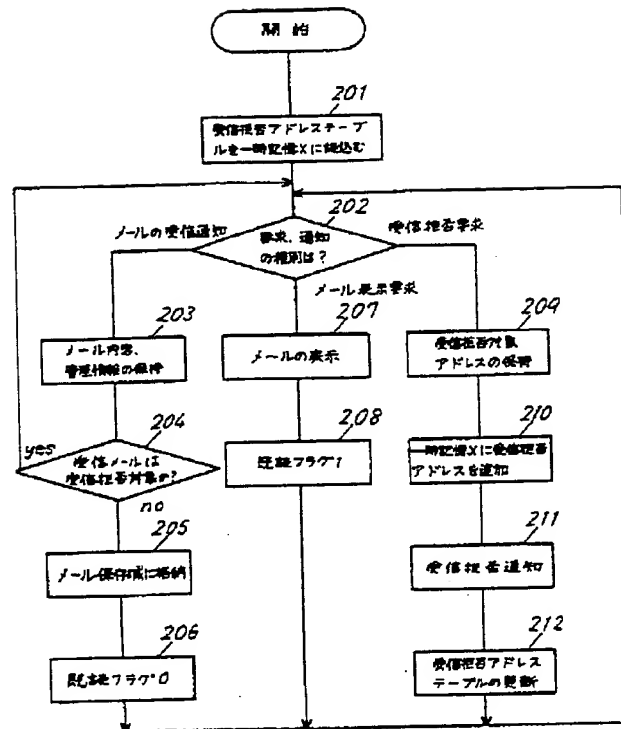 開始
201
受信拒否アドレステーブ
ルを一時記憶Xに読込む
202
メールの受信通知
要求、通知
の種別は?
受信拒否要求
メール表示要求
203
メール内容、
管理情報の保持
207
メールの表示
209
受信拒否対象
アドレスの保持
204
yes
受信メールは
受信拒否対象か?
no
208
既読フラグ1
210
一時記憶Xに受信拒否
アドレスを追加
205
メール保存域に格納
211
受信拒否通知
206
既読フラグ0
212
受信拒否アドレス
テーブルの更新